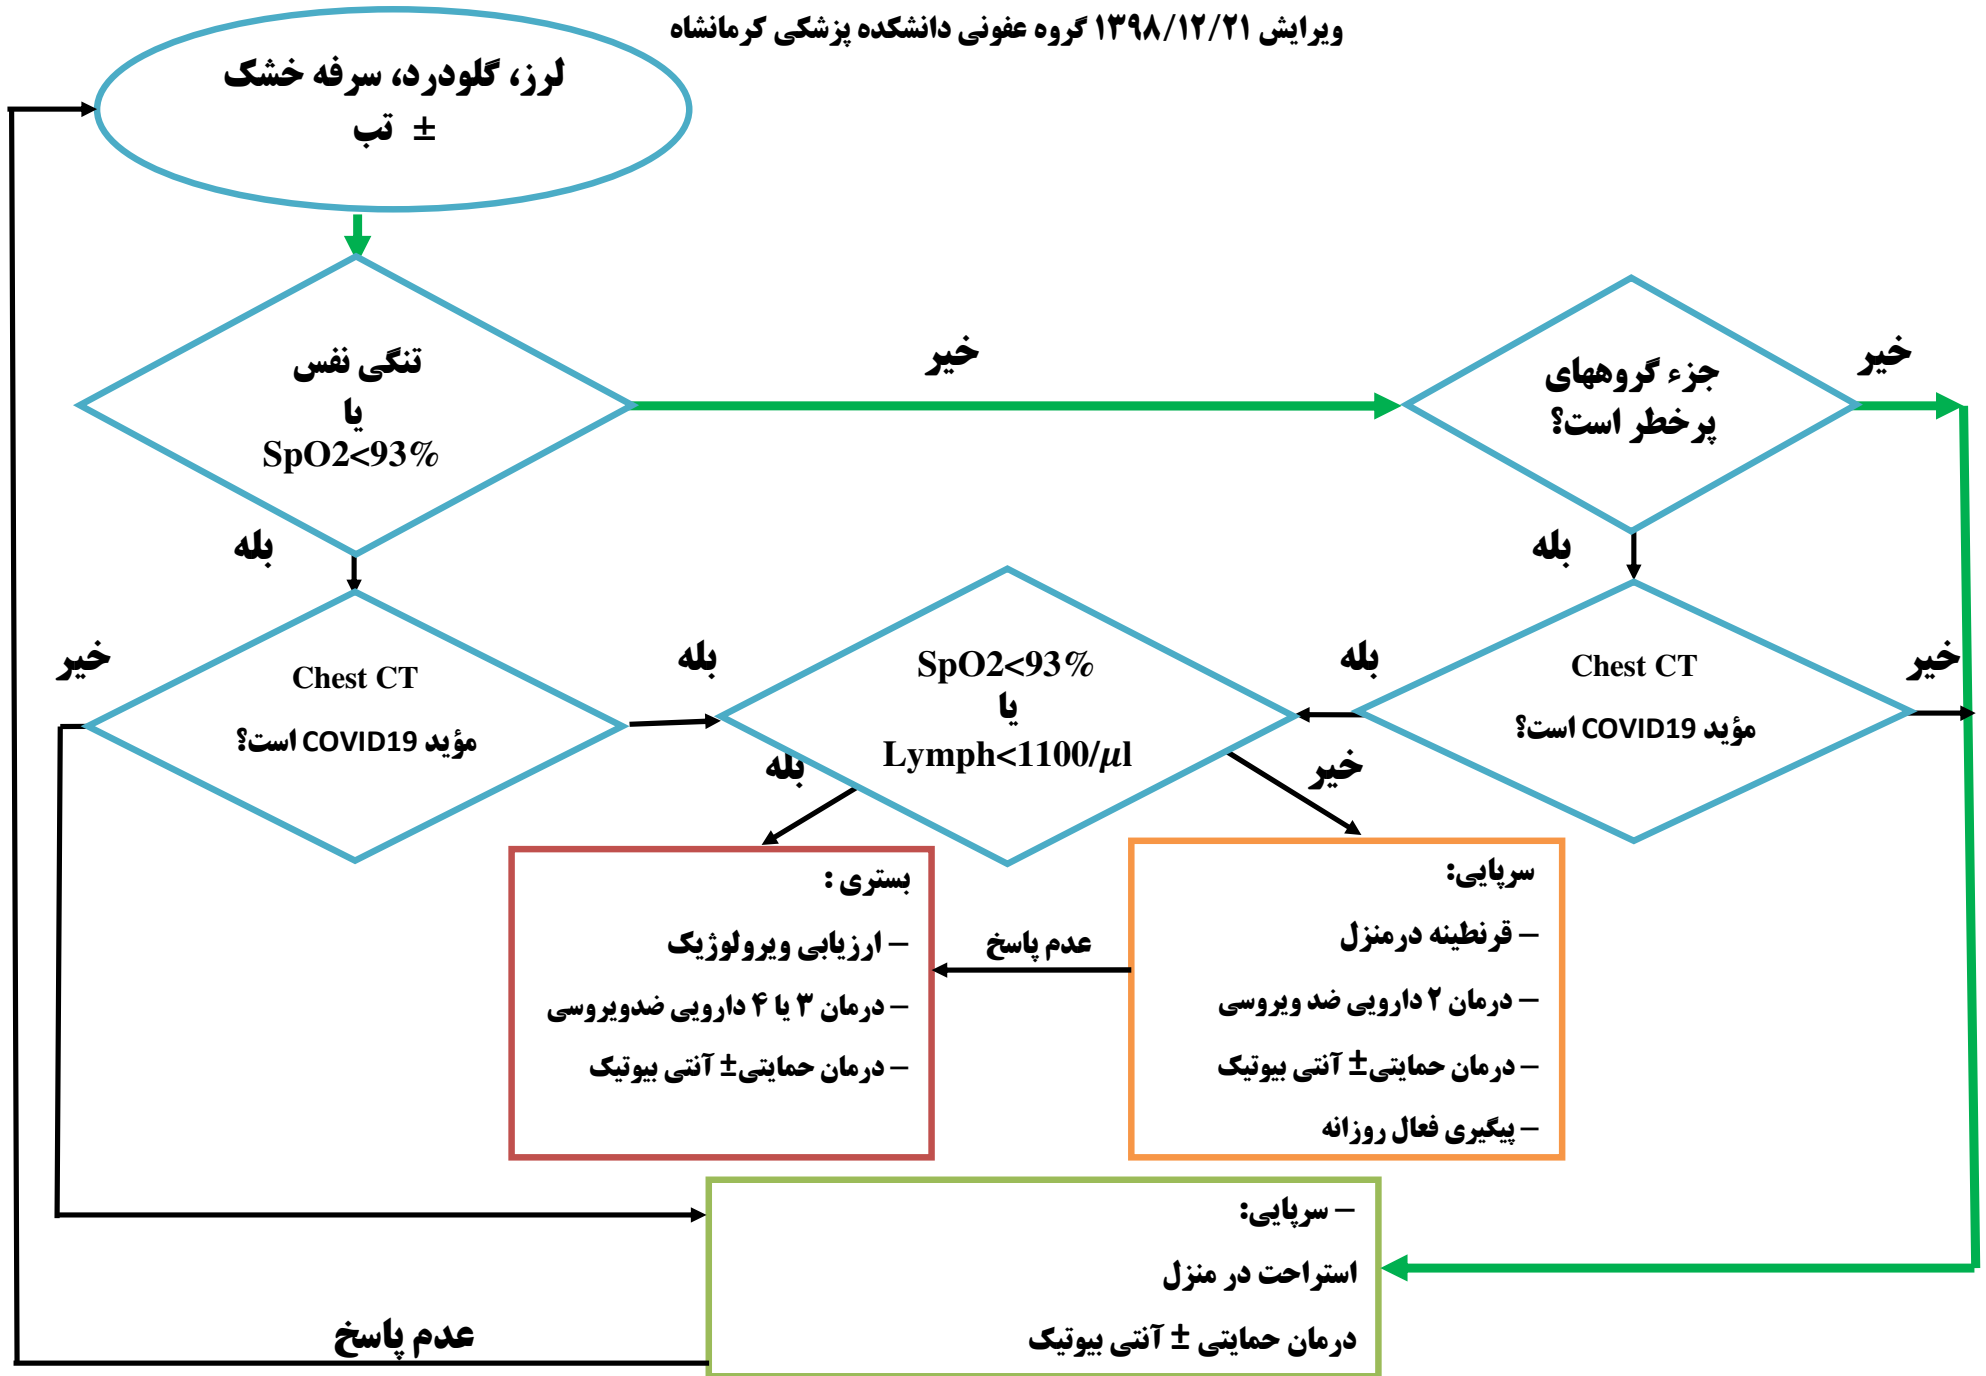 ویرایش ۱۳۹۸/۱۲/۲۱ گروه عفونی دانشکده پزشکی کرمانشاه
لرز، گلودرد، سرفه خشک
± تب
تنگی نفس
یا
SpO2<93%
خیر
جزء گروههای
پرخطر است؟
خیر
بله
بله
خیر
Chest CT
مؤید COVID19 است؟
بله
SpO2<93%
یا
Lymph<1100/µl
بله
Chest CT
مؤید COVID19 است؟
خیر
بله
خیر
بستری :
– ارزیابی ویرولوژیک
– درمان ۳ یا ۴ دارویی ضدویروسی
– درمان حمایتی± آنتی بیوتیک
عدم پاسخ
سرپایی:
– قرنطینه درمنزل
– درمان ۲ دارویی ضد ویروسی
– درمان حمایتی± آنتی بیوتیک
– پیگیری فعال روزانه
– سرپایی:
استراحت در منزل
درمان حمایتی ± آنتی بیوتیک
عدم پاسخ